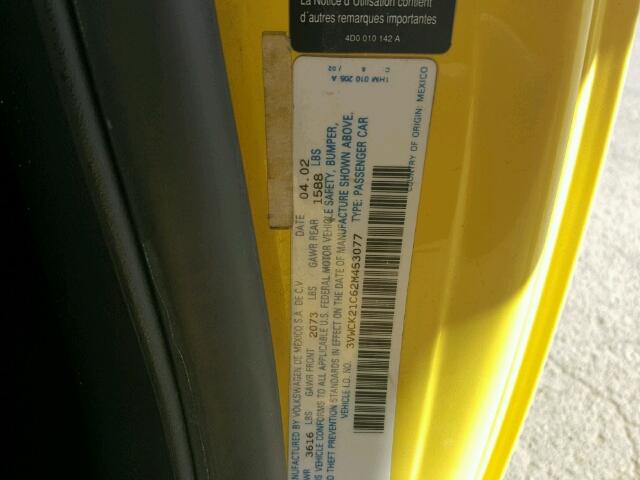 La Notice d'Utilisation contient
d'autres remarques importantes
4D0 010 142 A
1HM 010 205 A C: 8 / 02
MANUFACTURED BY VOLKSWAGEN DE MEXICO S.A. DE C.V. DATE 04.02
3616 LBS GAWR FRONT 2073 LBS GAWR REAR 1588 LBS
VEHICLE CONFORMS TO ALL APPLICABLE U.S. FEDERAL MOTOR VEHICLE SAFETY, BUMPER,
THEFT PREVENTION STANDARDS IN EFFECT ON THE DATE OF MANUFACTURE SHOWN ABOVE.
VEHICLE I.D. NO. 3VWCK21C62M453077 TYPE: PASSENGER CAR
COUNTRY OF ORIGIN: MEXICO